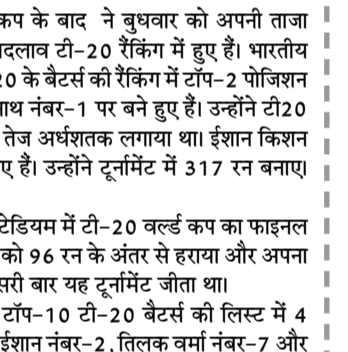 कप के बाद ने बुधवार को अपनी ताजा
दलाव टी-20 रैंकिंग में हुए हैं। भारतीय
20 के बैटर्स की रैंकिंग में टॉप-2 पोजिशन
नंबर-1 पर बने हुए हैं। उन्होंने टी20
तेज अर्धशतक लगाया था। ईशान किशन
ए हैं। उन्होंने टूर्नामेंट में 317 रन बनाए।
टेडियम में टी-20 वर्ल्ड कप का फाइनल
को 96 रन के अंतर से हराया और अपना
सरी बार यह टूर्नामेंट जीता था।
टॉप-10 टी-20 बैटर्स की लिस्ट में 4
ईशान नंबर-2, तिलक वर्मा नंबर-7 और